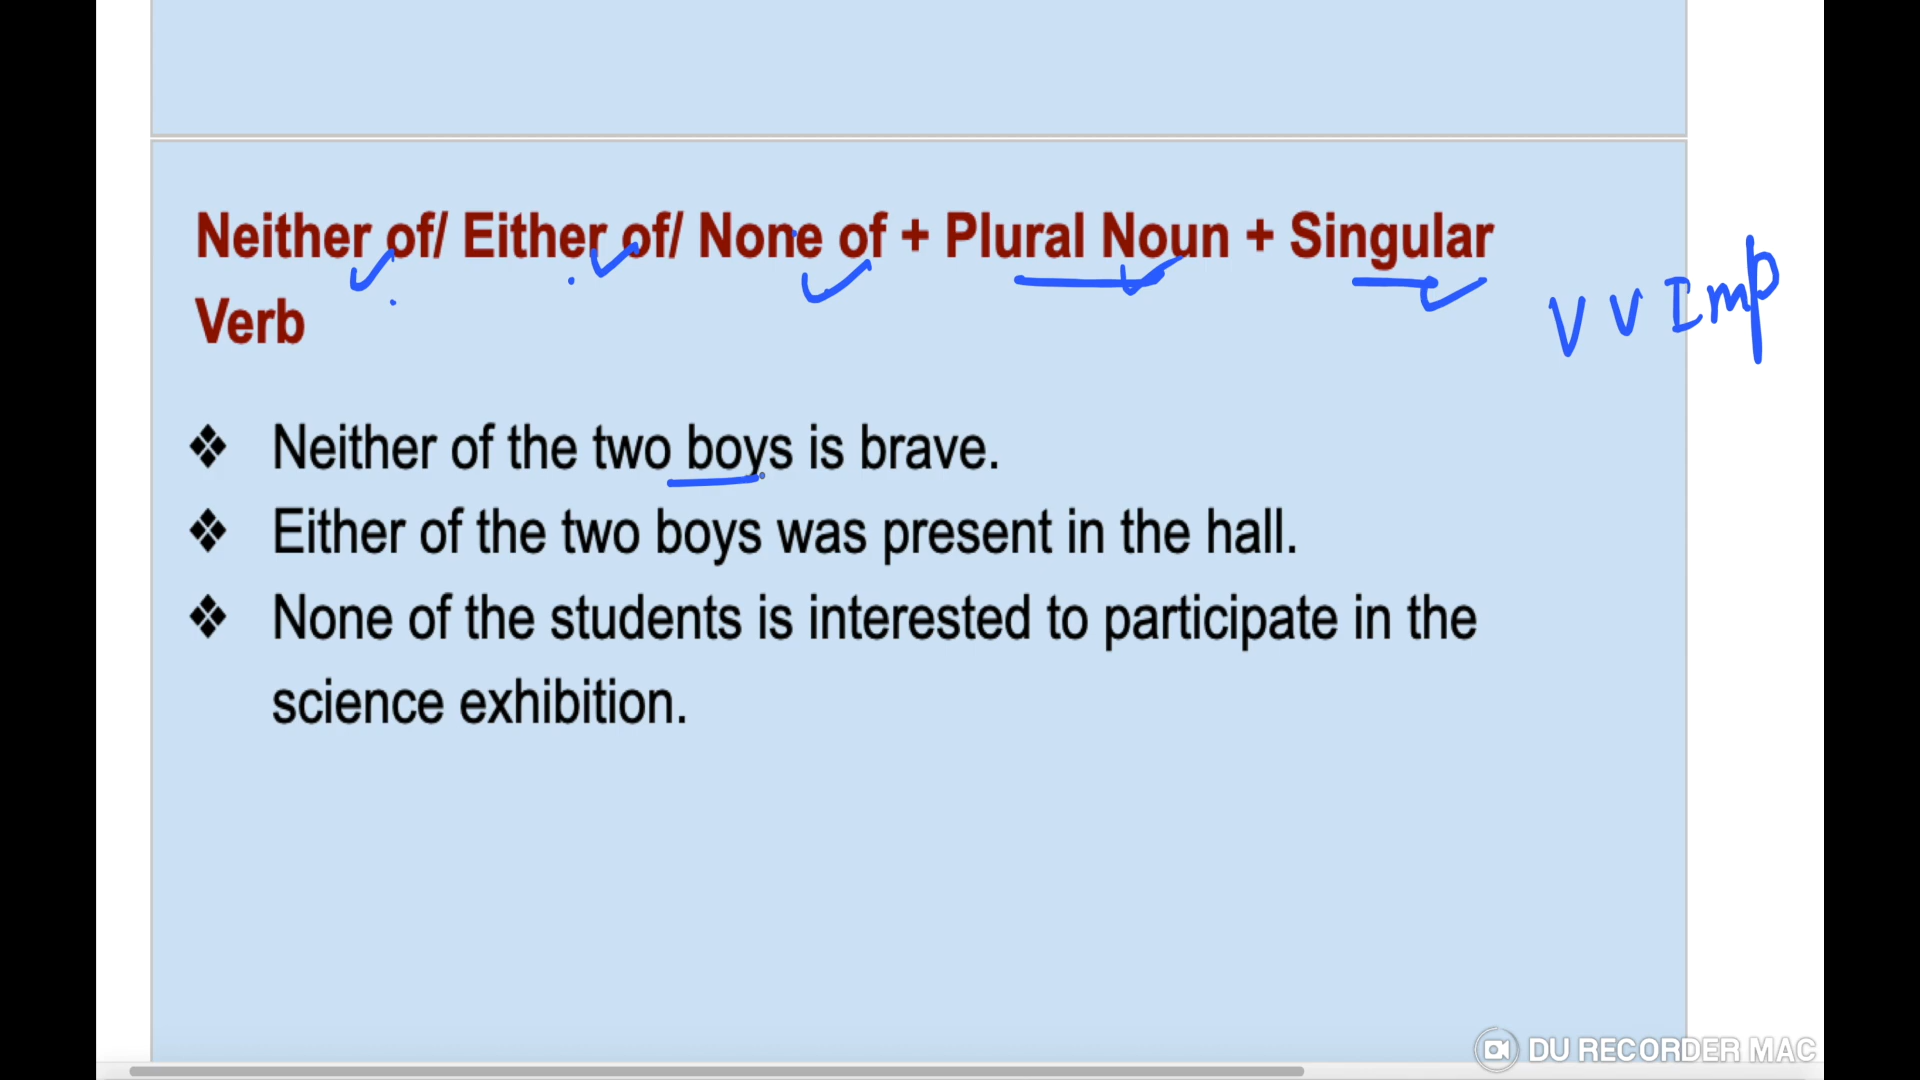 Neither of/ Either of/ None of + Plural Noun + Singular
Verb
V V Imp
❖ Neither of the two boys is brave.
❖ Either of the two boys was present in the hall.
❖ None of the students is interested to participate in the
science exhibition.
DU RECORDER MAC